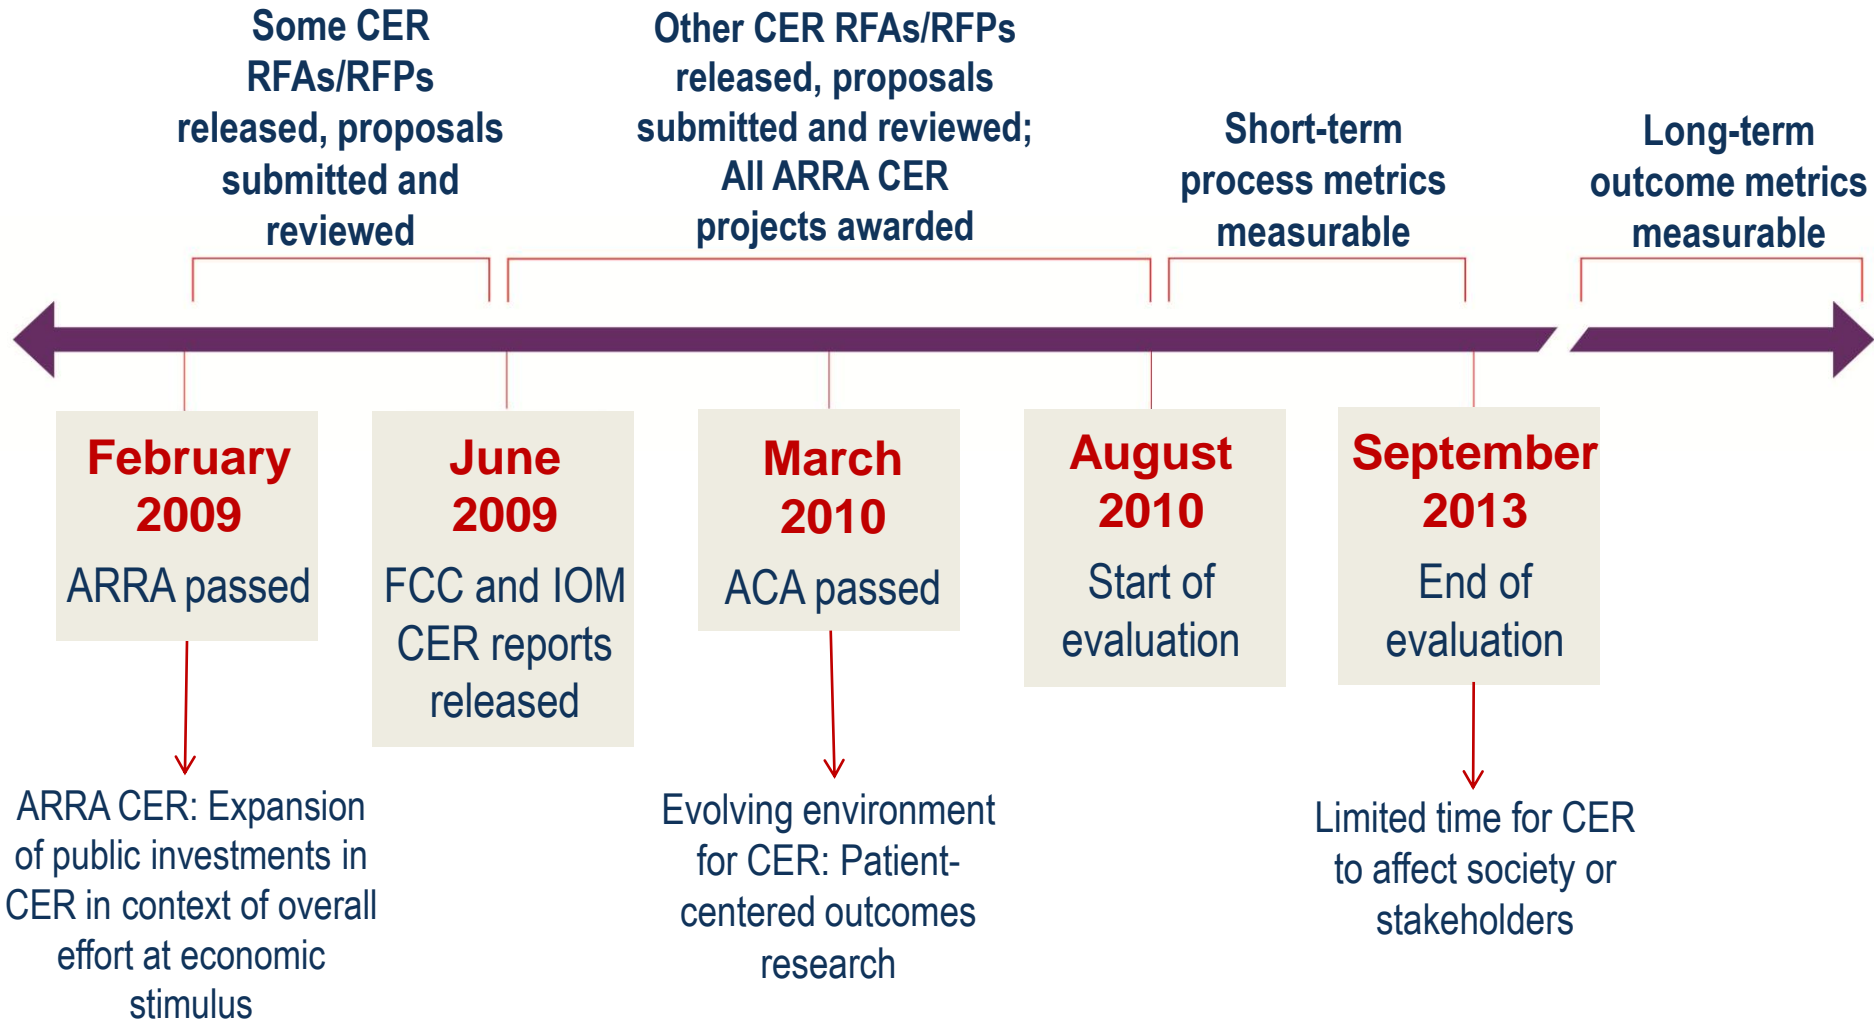 Some CER
RFAs/RFPs
released, proposals
submitted and
reviewed
Other CER RFAs/RFPs
released, proposals
submitted and reviewed;
All ARRA CER
projects awarded
Short-term
process metrics
measurable
Long-term
outcome metrics
measurable
February
2009
ARRA passed
June
2009
FCC and IOM
CER reports
released
March
2010
ACA passed
August
2010
Start of
evaluation
September
2013
End of
evaluation
ARRA CER: Expansion
of public investments in
CER in context of overall
effort at economic
stimulus
Evolving environment
for CER: Patient-
centered outcomes
research
Limited time for CER
to affect society or
stakeholders